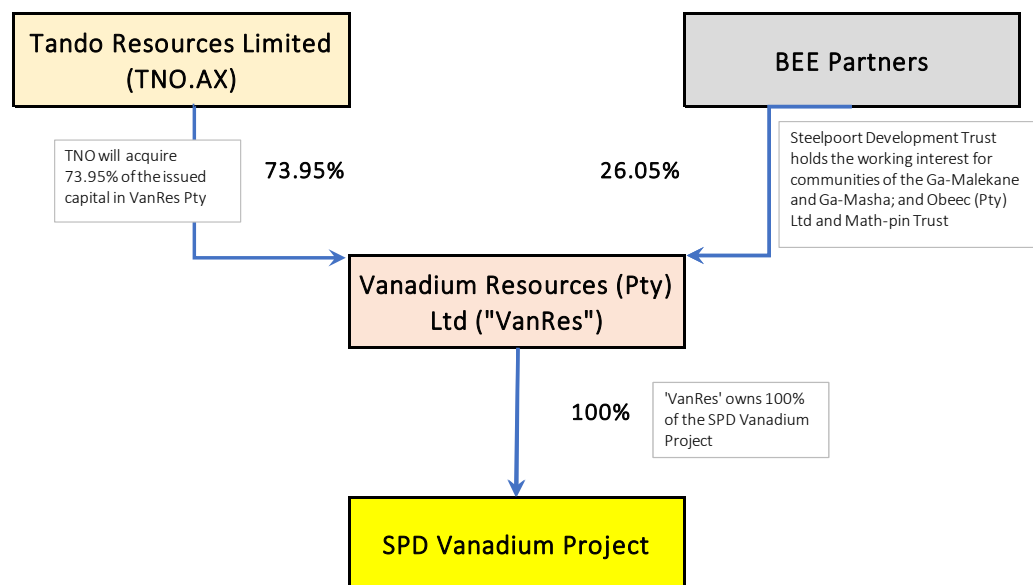 Tando Resources Limited
(TNO.AX)
BEE Partners
TNO will acquire
73.95% of the issued
capital in VanRes Pty
73.95%
26.05%
Steelpoort Development Trust
holds the working interest for
communities of the Ga-Malekane
and Ga-Masha; and Obeec (Pty)
Ltd and Math-pin Trust
Vanadium Resources (Pty)
Ltd ("VanRes")
100%
'VanRes' owns 100%
of the SPD Vanadium
Project
SPD Vanadium Project